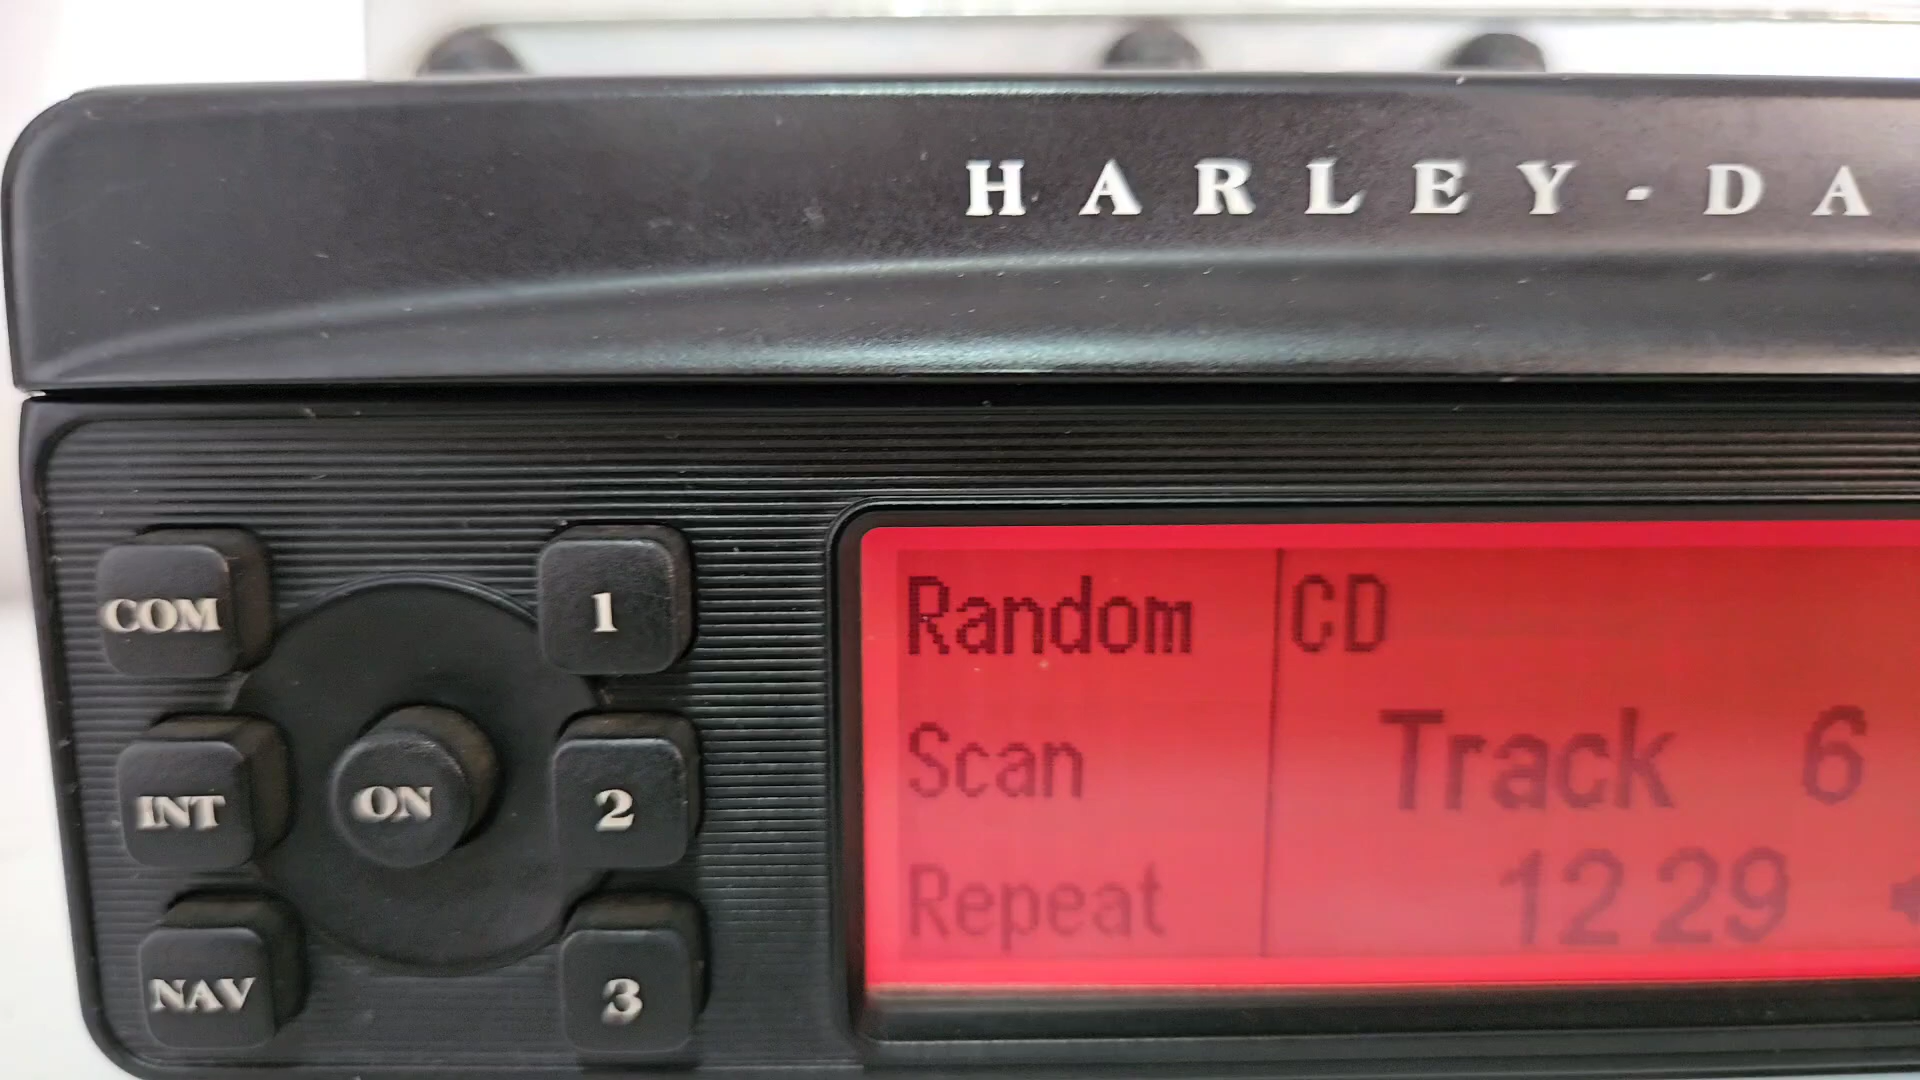 HARLEY-DA
COM
1
INT
ON
2
NAV
3
Random
CD
Scan
Track 6
Repeat
12 29